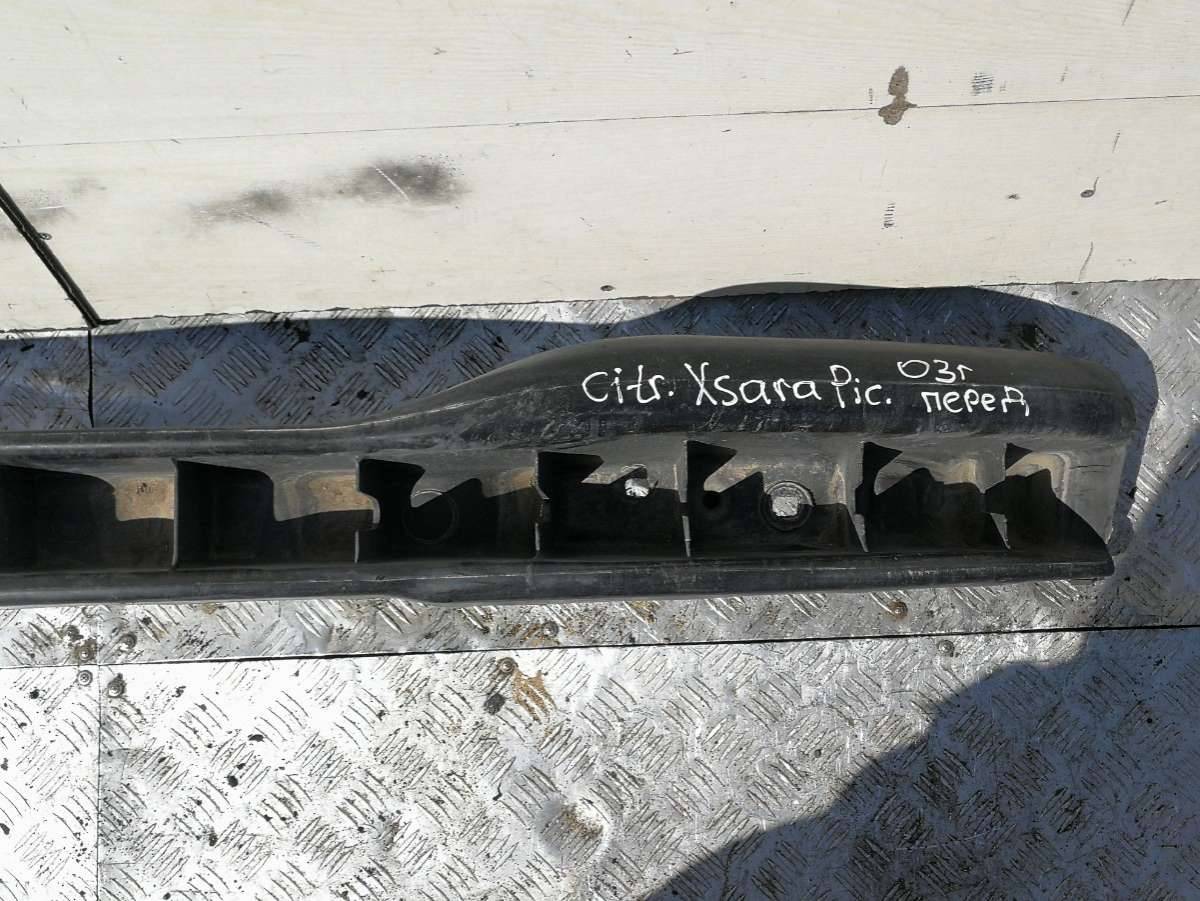 Citr. Xsara Pic. 03г
перед